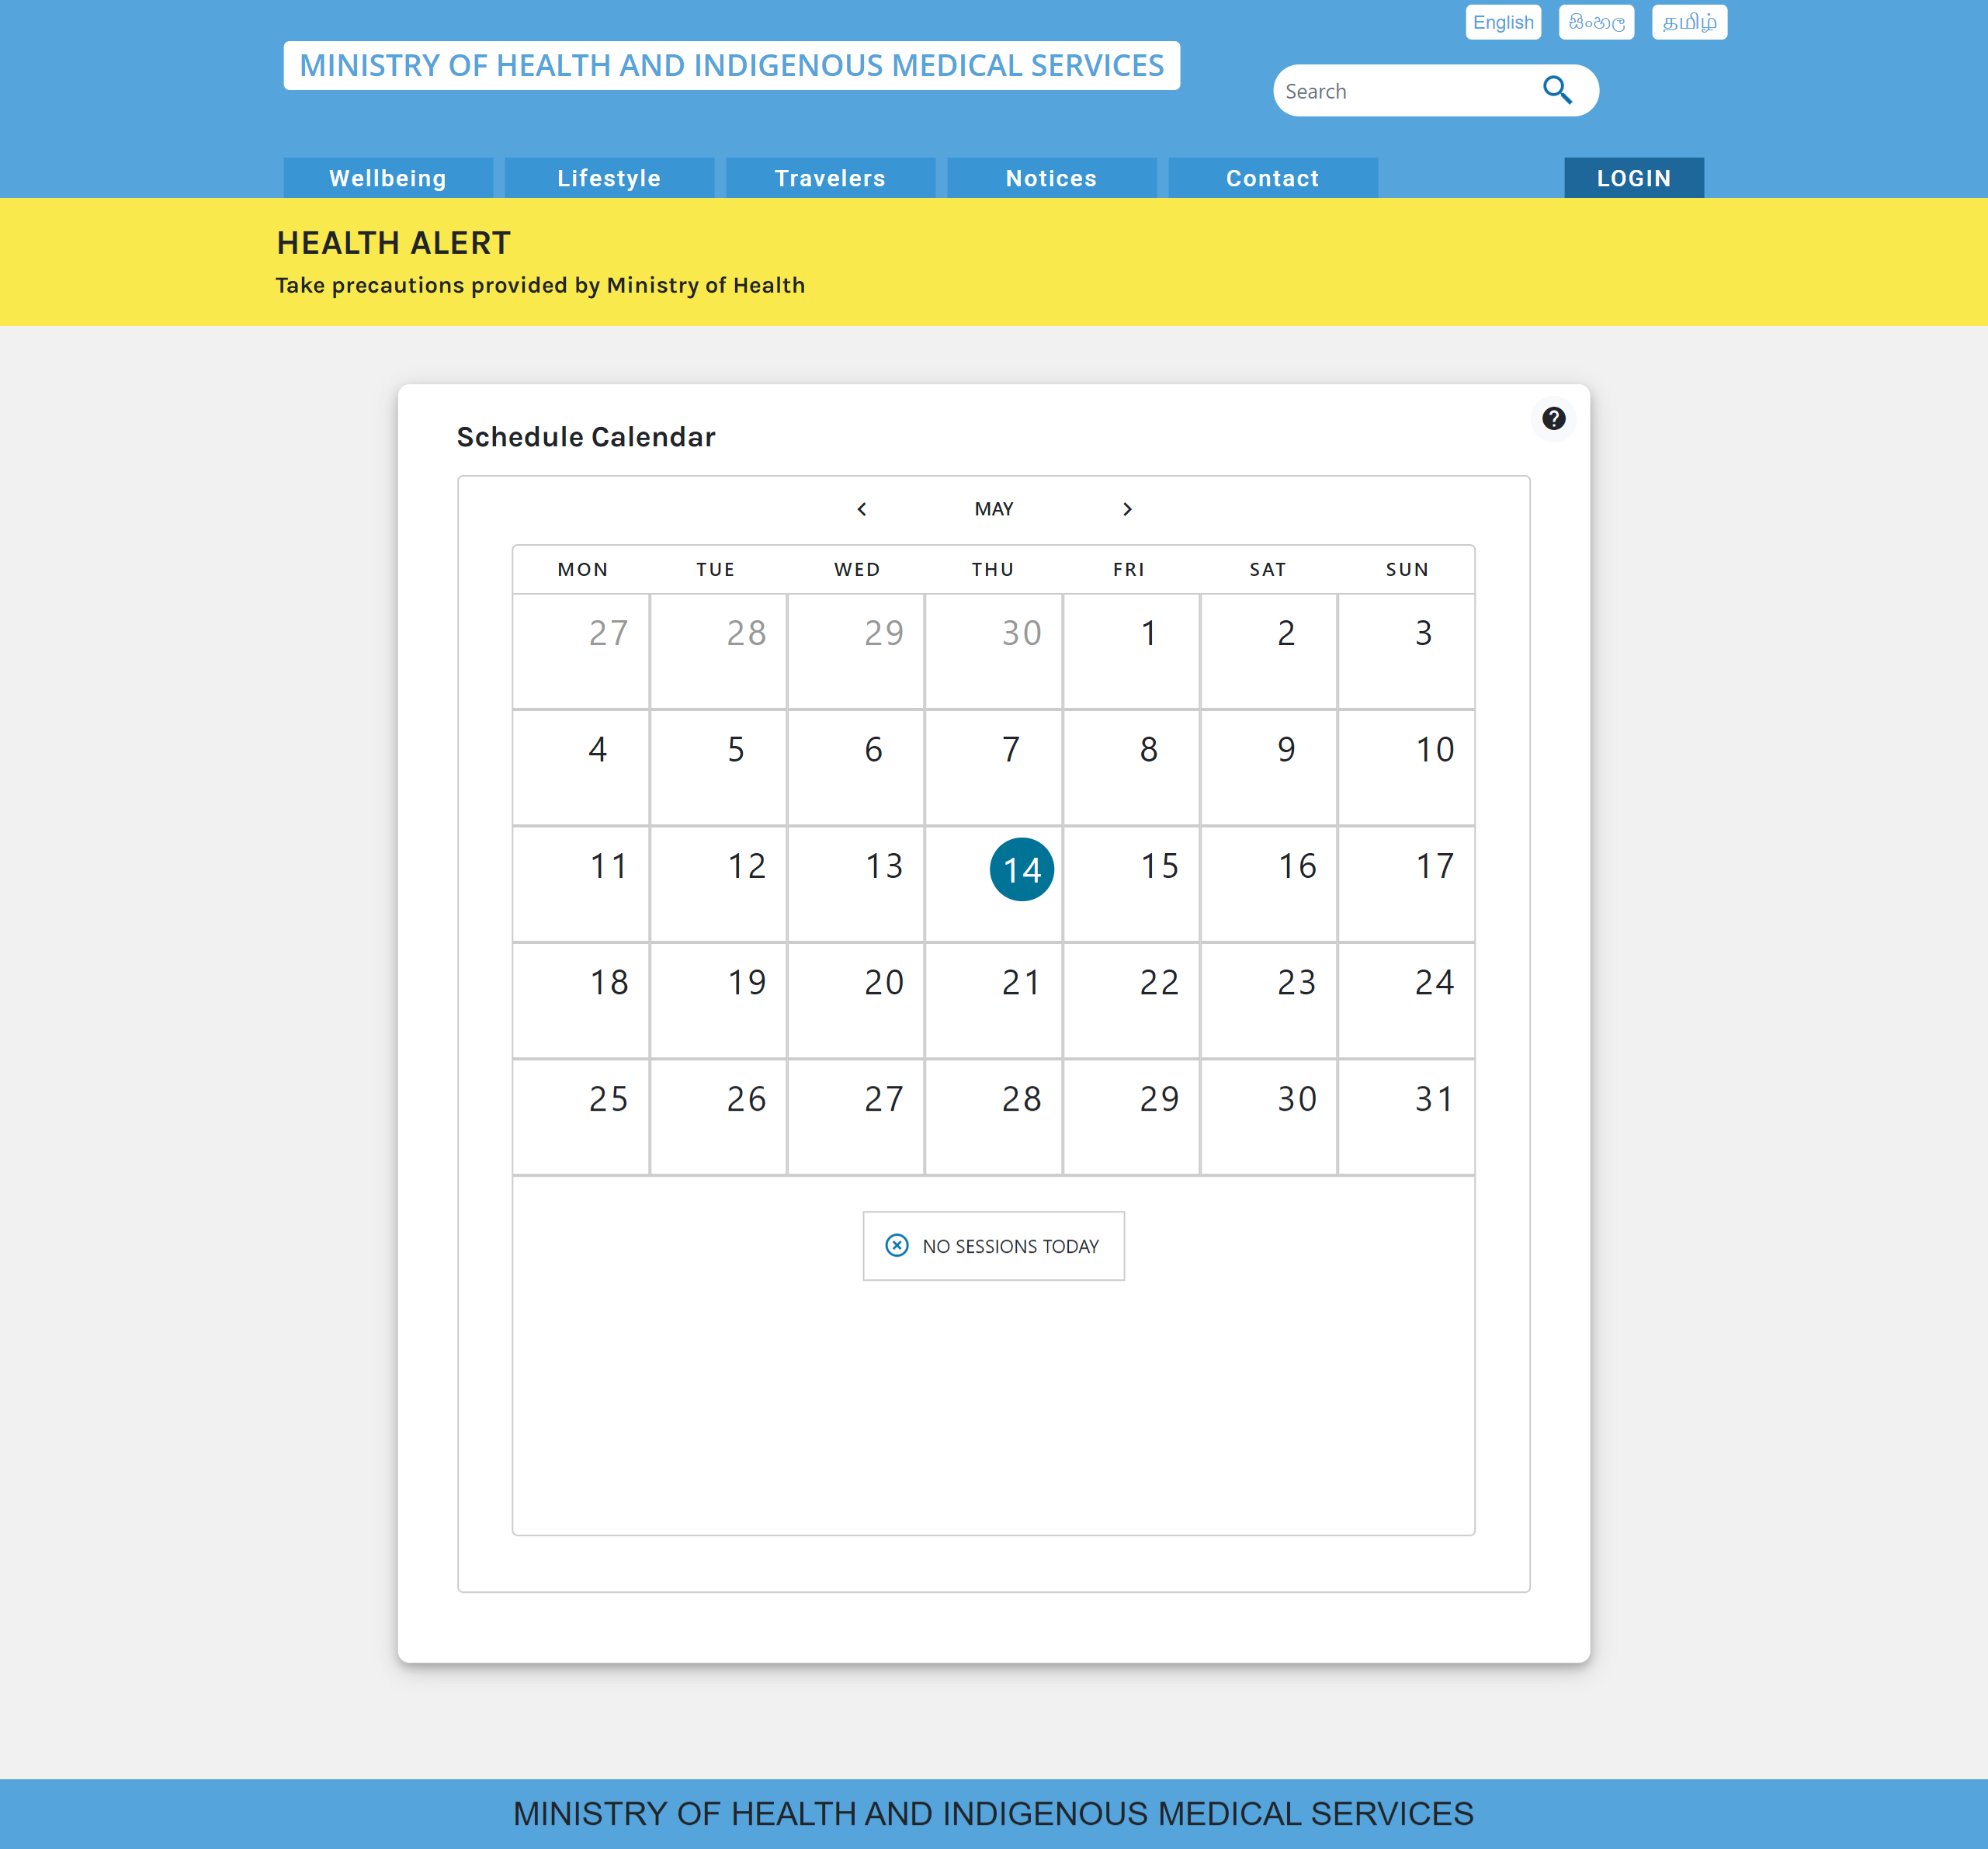 English සිංහල தமிழ்
MINISTRY OF HEALTH AND INDIGENOUS MEDICAL SERVICES
Search
Wellbeing Lifestyle Travelers Notices Contact LOGIN
HEALTH ALERT
Take precautions provided by Ministry of Health
Schedule Calendar
MAY
MON TUE WED THU FRI SAT SUN
27 28 29 30 1 2 3
4 5 6 7 8 9 10
11 12 13 14 15 16 17
18 19 20 21 22 23 24
25 26 27 28 29 30 31
NO SESSIONS TODAY
MINISTRY OF HEALTH AND INDIGENOUS MEDICAL SERVICES